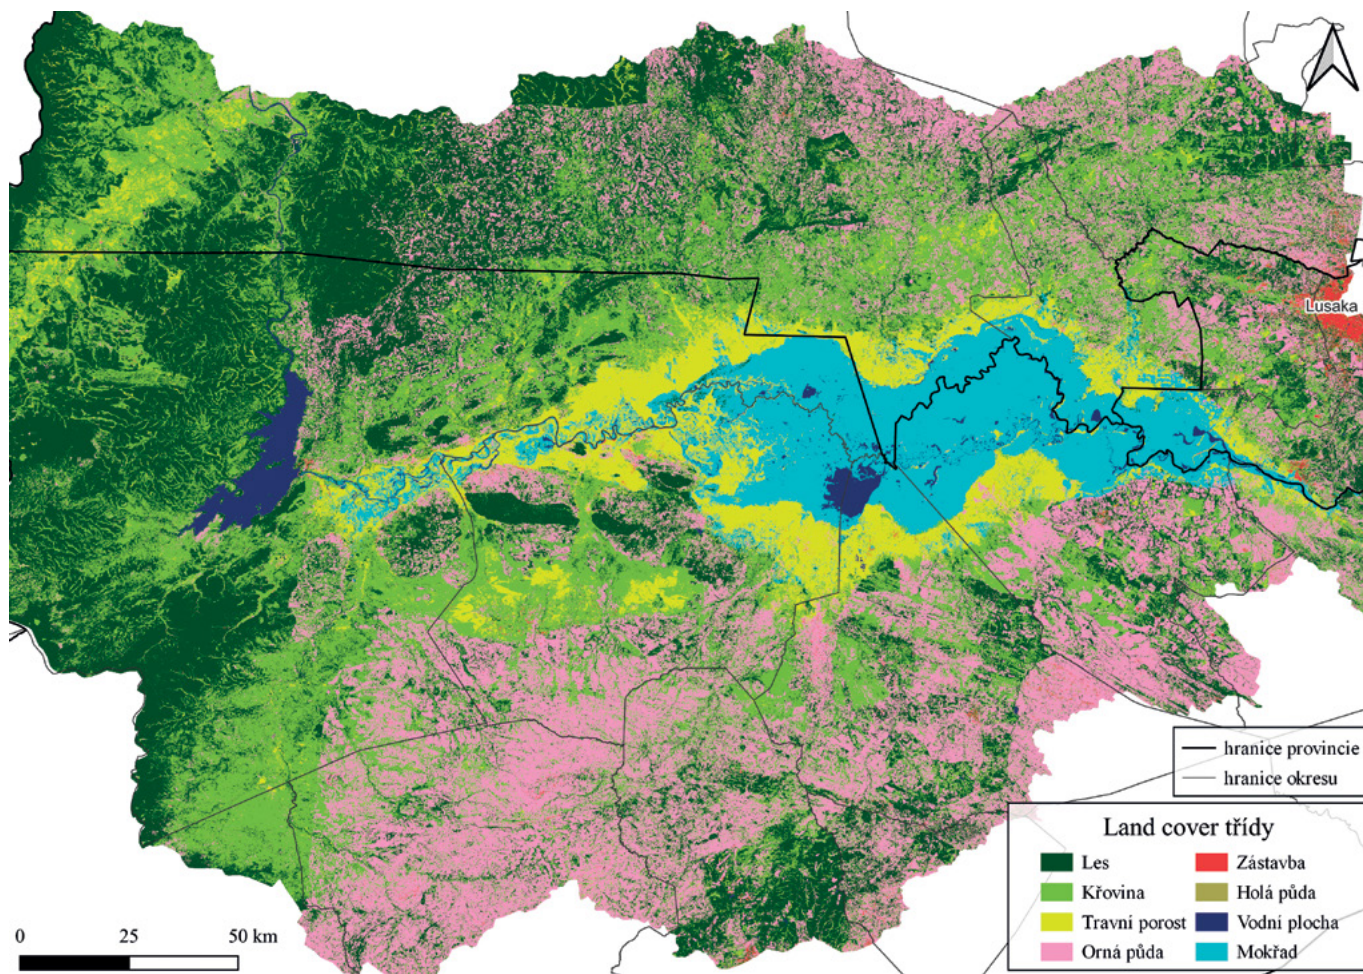 Lusaka
hranice provincie
hranice okresu
Land cover třídy
Les
Křovina
Travní porost
Orná půda
Zástavba
Holá půda
Vodní plocha
Mokřad
0 25 50 km